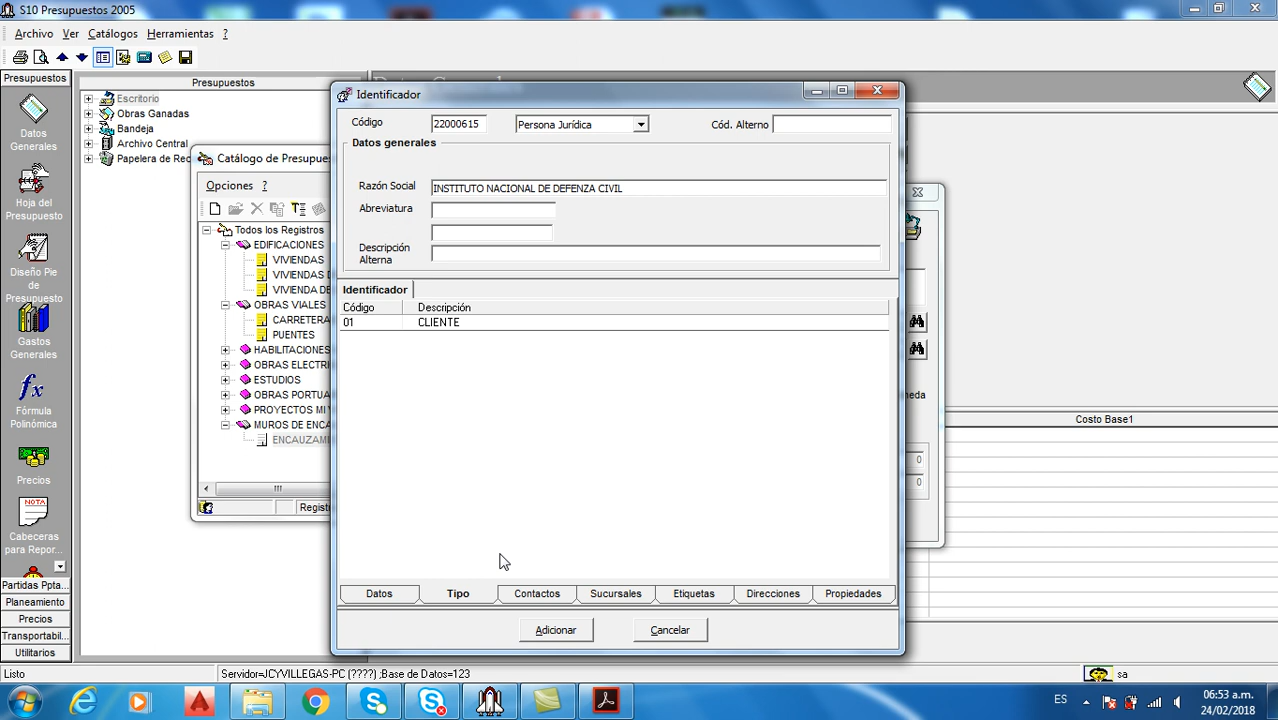 S10 Presupuestos 2005
Archivo Ver Catálogos Herramientas ?
Presupuestos
Datos
Generales
Hoja del
Presupuesto
Diseño Pie
de
Presupuesto
Gastos
Generales
Fórmula
Polinómica
Precios
NOTA
Cabeceras
para Repor...
Partidas Ppta...
Planeamiento
Precios
Transportabil...
Utilitarios
Presupuestos
Escritorio
Obras Ganadas
Bandeja
Archivo Central
Papelera de Rec
Catálogo de Presupue
Opciones ?
Todos los Registros
EDIFICACIONES
VIVIENDAS
VIVIENDAS D
VIVIENDA DE
OBRAS VIALES
CARRETERA
PUENTES
HABILITACIONES
OBRAS ELECTRI
ESTUDIOS
OBRAS PORTUA
PROYECTOS MI
MUROS DE ENCA
ENCAUZAMI
Registr
Identificador
Código 22000615 Persona Jurídica Cód. Alterno
Datos generales
Razón Social INSTITUTO NACIONAL DE DEFENZA CIVIL
Abreviatura
Descripción
Alterna
Identificador
Código Descripción
01 CLIENTE
Datos Tipo Contactos Sucursales Etiquetas Direcciones Propiedades
Adicionar Cancelar
neda
0
0
Costo Base1
Listo Servidor=JCYVILLEGAS-PC (????) ;Base de Datos=123 sa
ES 06:53 a.m.
24/02/2018